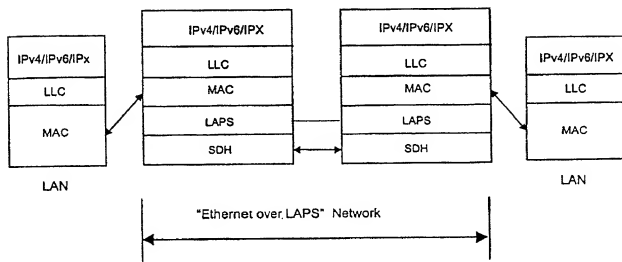 IPv4/IPv6/IPx
LLC
MAC
LAN
IPv4/IPv6/IPX
LLC
MAC
LAPS
SDH
IPv4/IPv6/IPX
LLC
MAC
LAPS
SDH
IPv4/IPv6/IPX
LLC
MAC
LAN
"Ethernet over LAPS" Network